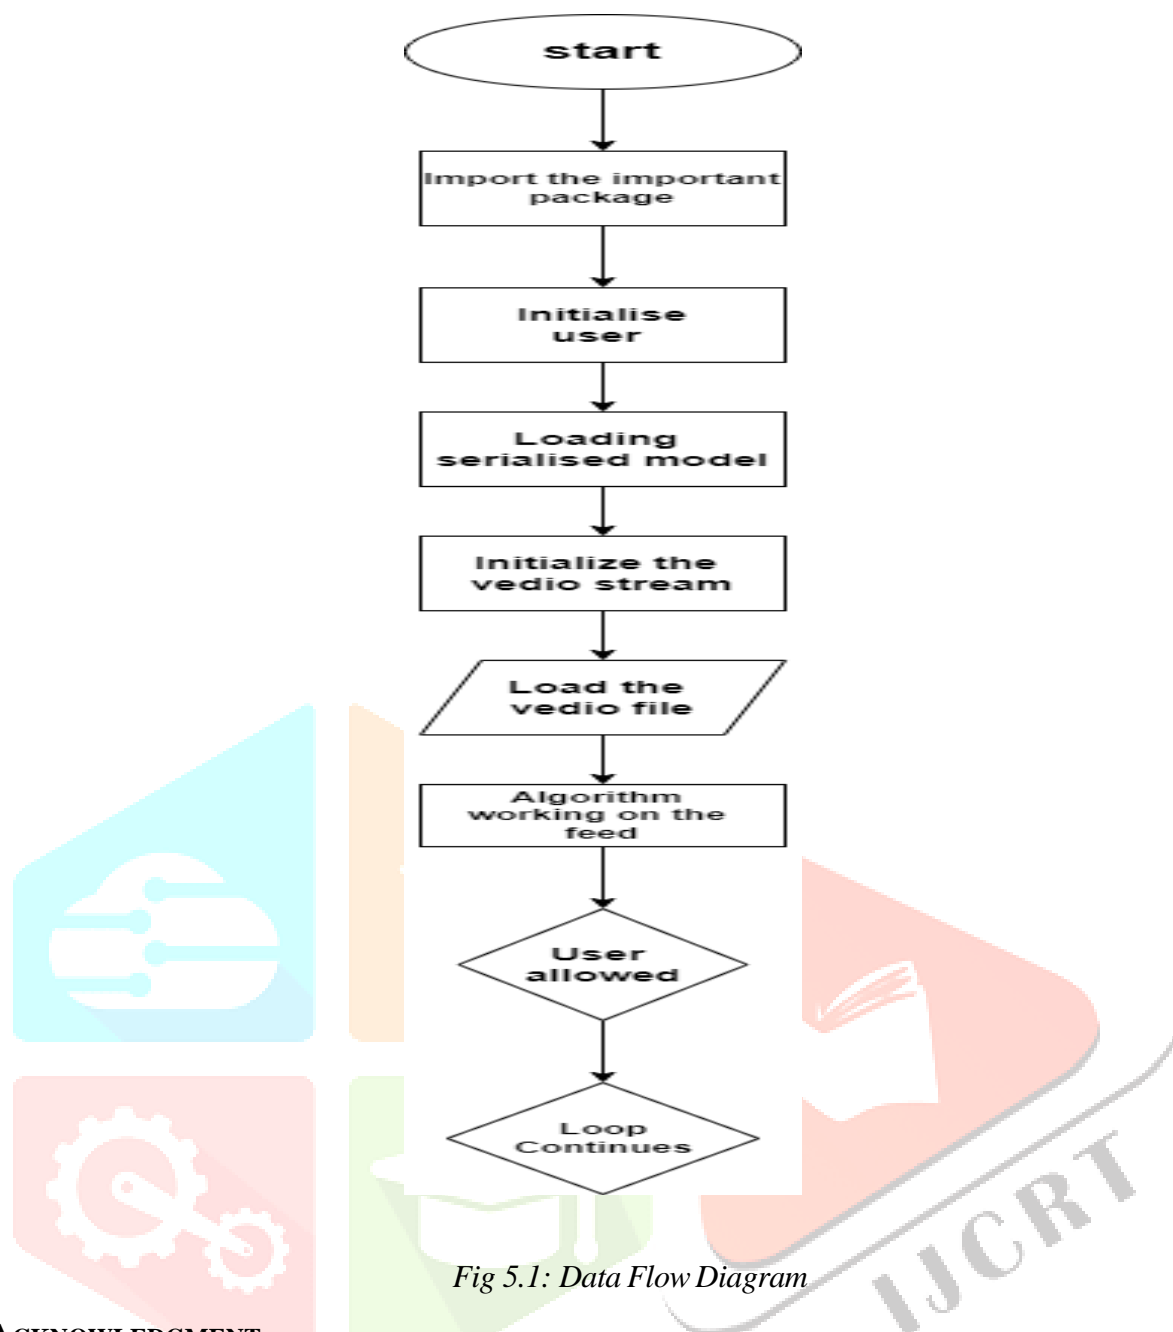 start
Import the important
package
Initialise
user
Loading
serialised model
Initialize the
vedio stream
Load the
vedio file
Algorithm
working on the
feed
User
allowed
Loop
Continues
IJCRT
Fig 5.1: Data Flow Diagram
ACKNOWLEDGMENT